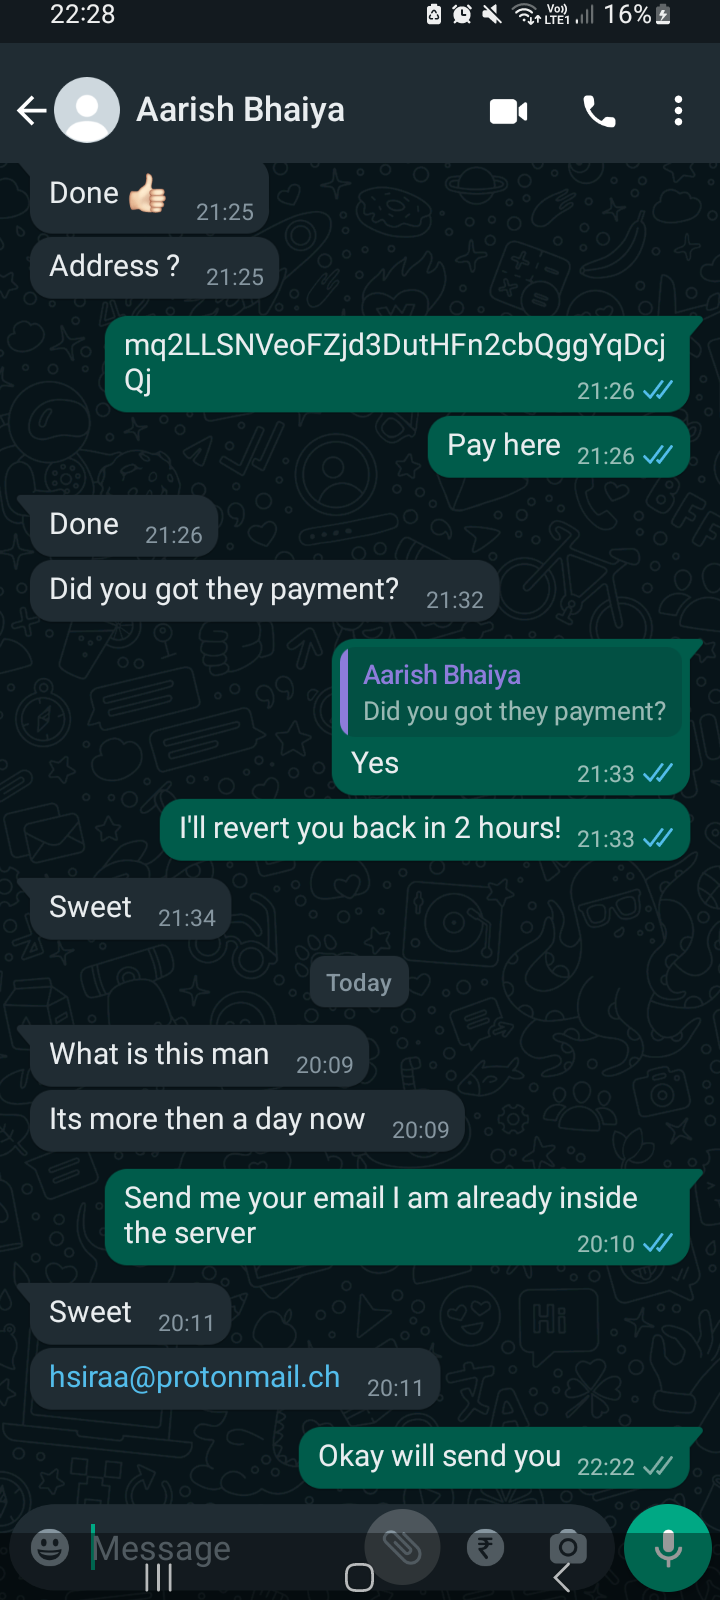 22:28
Vo))
LTE1
16%
Aarish Bhaiya
Done 👍🏻 21:25
Address ? 21:25
mq2LLSNVeoFZjd3DutHFn2cbQggYqDcj
Qj 21:26
Pay here 21:26
Done 21:26
Did you got they payment? 21:32
Aarish Bhaiya
Did you got they payment?
Yes 21:33
I'll revert you back in 2 hours! 21:33
Sweet 21:34
Today
What is this man 20:09
Its more then a day now 20:09
Send me your email I am already inside
the server 20:10
Sweet 20:11
hsiraa@protonmail.ch 20:11
Okay will send you 22:22
Message
₹